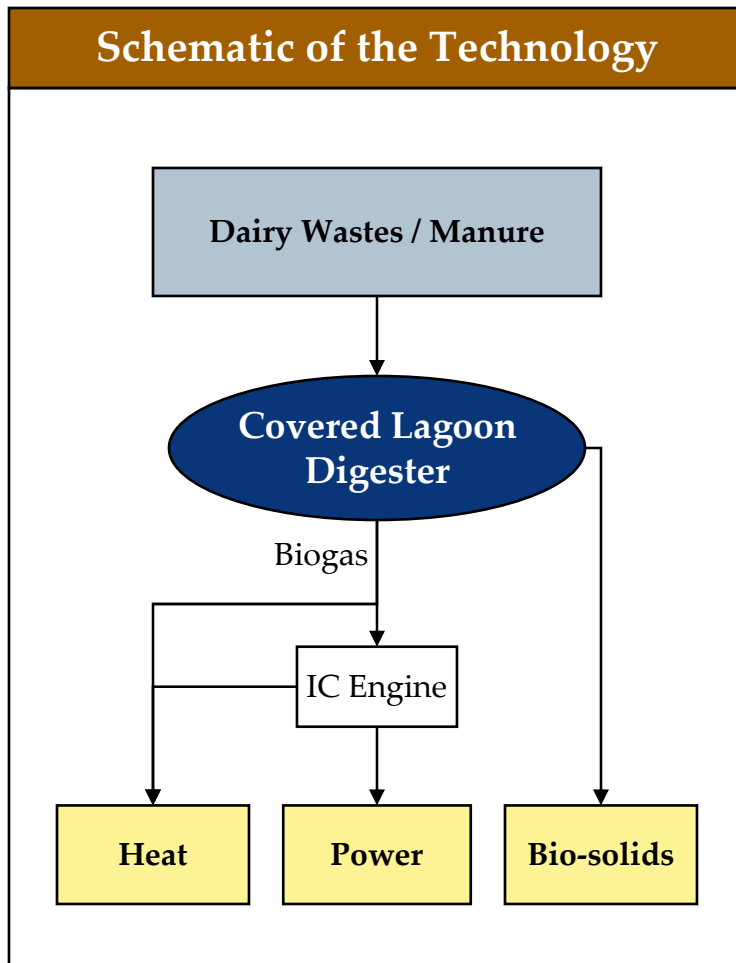 Schematic of the Technology
Dairy Wastes / Manure
Covered Lagoon
Digester
Biogas
IC Engine
Heat
Power
Bio-solids